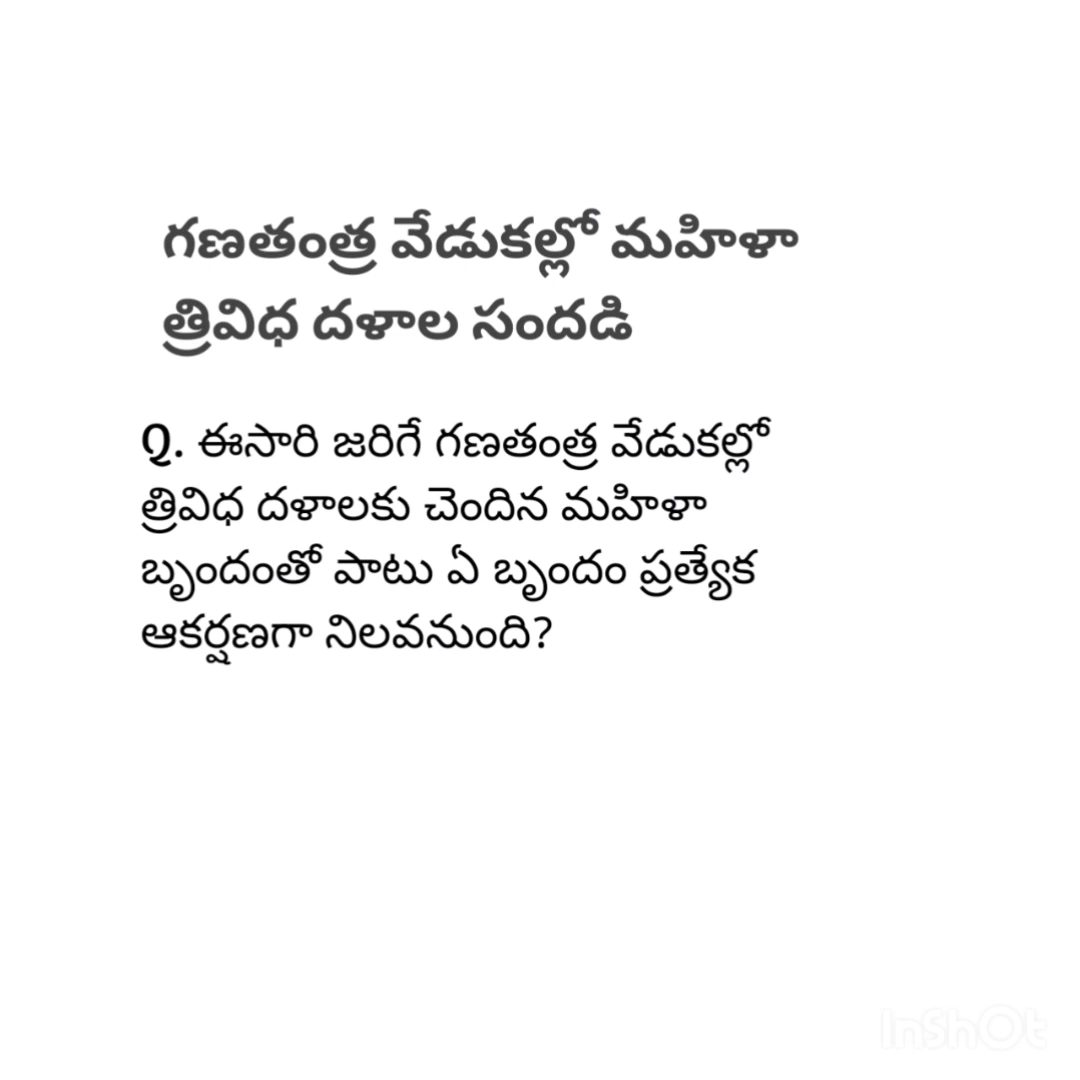 గణతంత్ర వేడుకల్లో మహిళా
త్రివిధ దళాల సందడి
Q. ఈసారి జరిగే గణతంత్ర వేడుకల్లో
త్రివిధ దళాలకు చెందిన మహిళా
బృందంతో పాటు ఏ బృందం ప్రత్యేక
ఆకర్షణగా నిలవనుంది?
InShOt